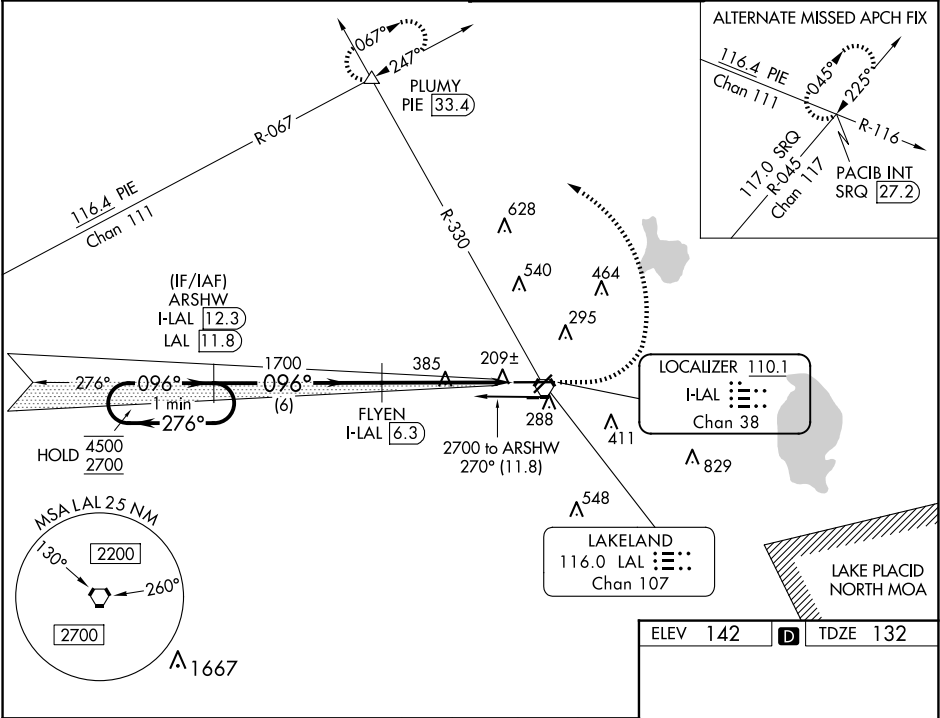 ALTERNATE MISSED APCH FIX
116.4 PIE
Chan 111
045°
225°
R-116
117.0 SRQ
R-045
Chan 117
PACIB INT
SRQ 27.2
067°
247°
PLUMY
PIE 33.4
R-067
116.4 PIE
Chan 111
R-330
628
540
464
295
(IF/IAF)
ARSHW
I-LAL 12.3
LAL 11.8
1700
385
209±
276°
096°
096°
1 min
(6)
276°
FLYEN
I-LAL 6.3
288
2700 to ARSHW
270° (11.8)
HOLD 4500
2700
LOCALIZER 110.1
I-LAL
Chan 38
411
829
548
MSA LAL 25 NM
130°
2200
260°
2700
1667
LAKELAND
116.0 LAL
Chan 107
LAKE PLACID
NORTH MOA
ELEV 142 D TDZE 132